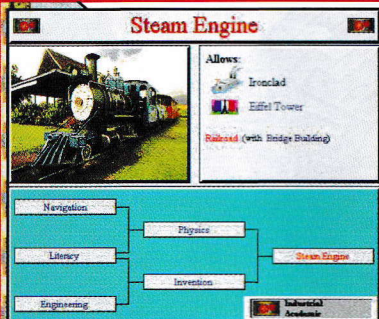 Steam Engine
Allows:
Ironclad
Eiffel Tower
Railroad (with Bridge Building)
Navigation
Physics
Literacy
Steam Engine
Invention
Engineering
Industrial
Academic